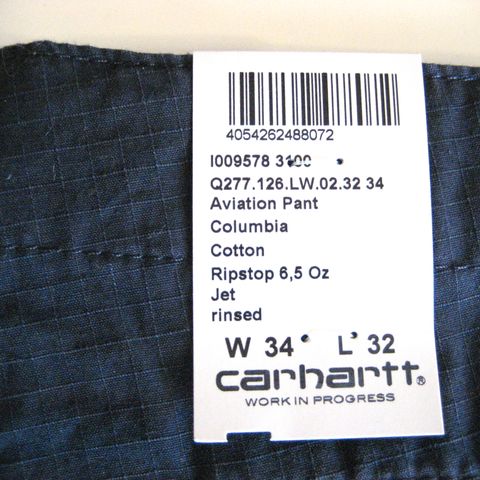 4054262488072
I009578 3100
Q277.126.LW.02.32 34
Aviation Pant
Columbia
Cotton
Ripstop 6,5 Oz
Jet
rinsed
W 34 L 32
carhartt®
WORK IN PROGRESS